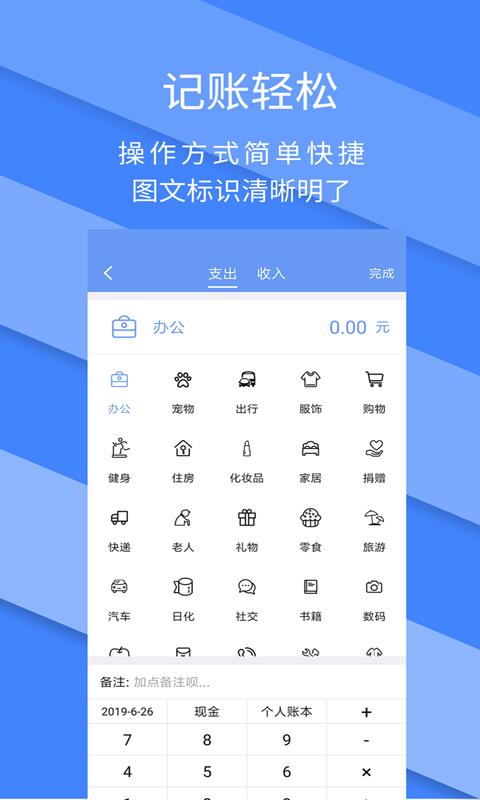 记账轻松
操作方式简单快捷
图文标识清晰明了
支出 收入 完成
办公 0.00 元
办公 宠物 出行 服饰 购物
健身 住房 化妆品 家居 捐赠
快递 老人 礼物 零食 旅游
汽车 日化 社交 书籍 数码
备注: 加点备注呗...
2019-6-26 现金 个人账本 +
7 8 9 -
4 5 6 ×